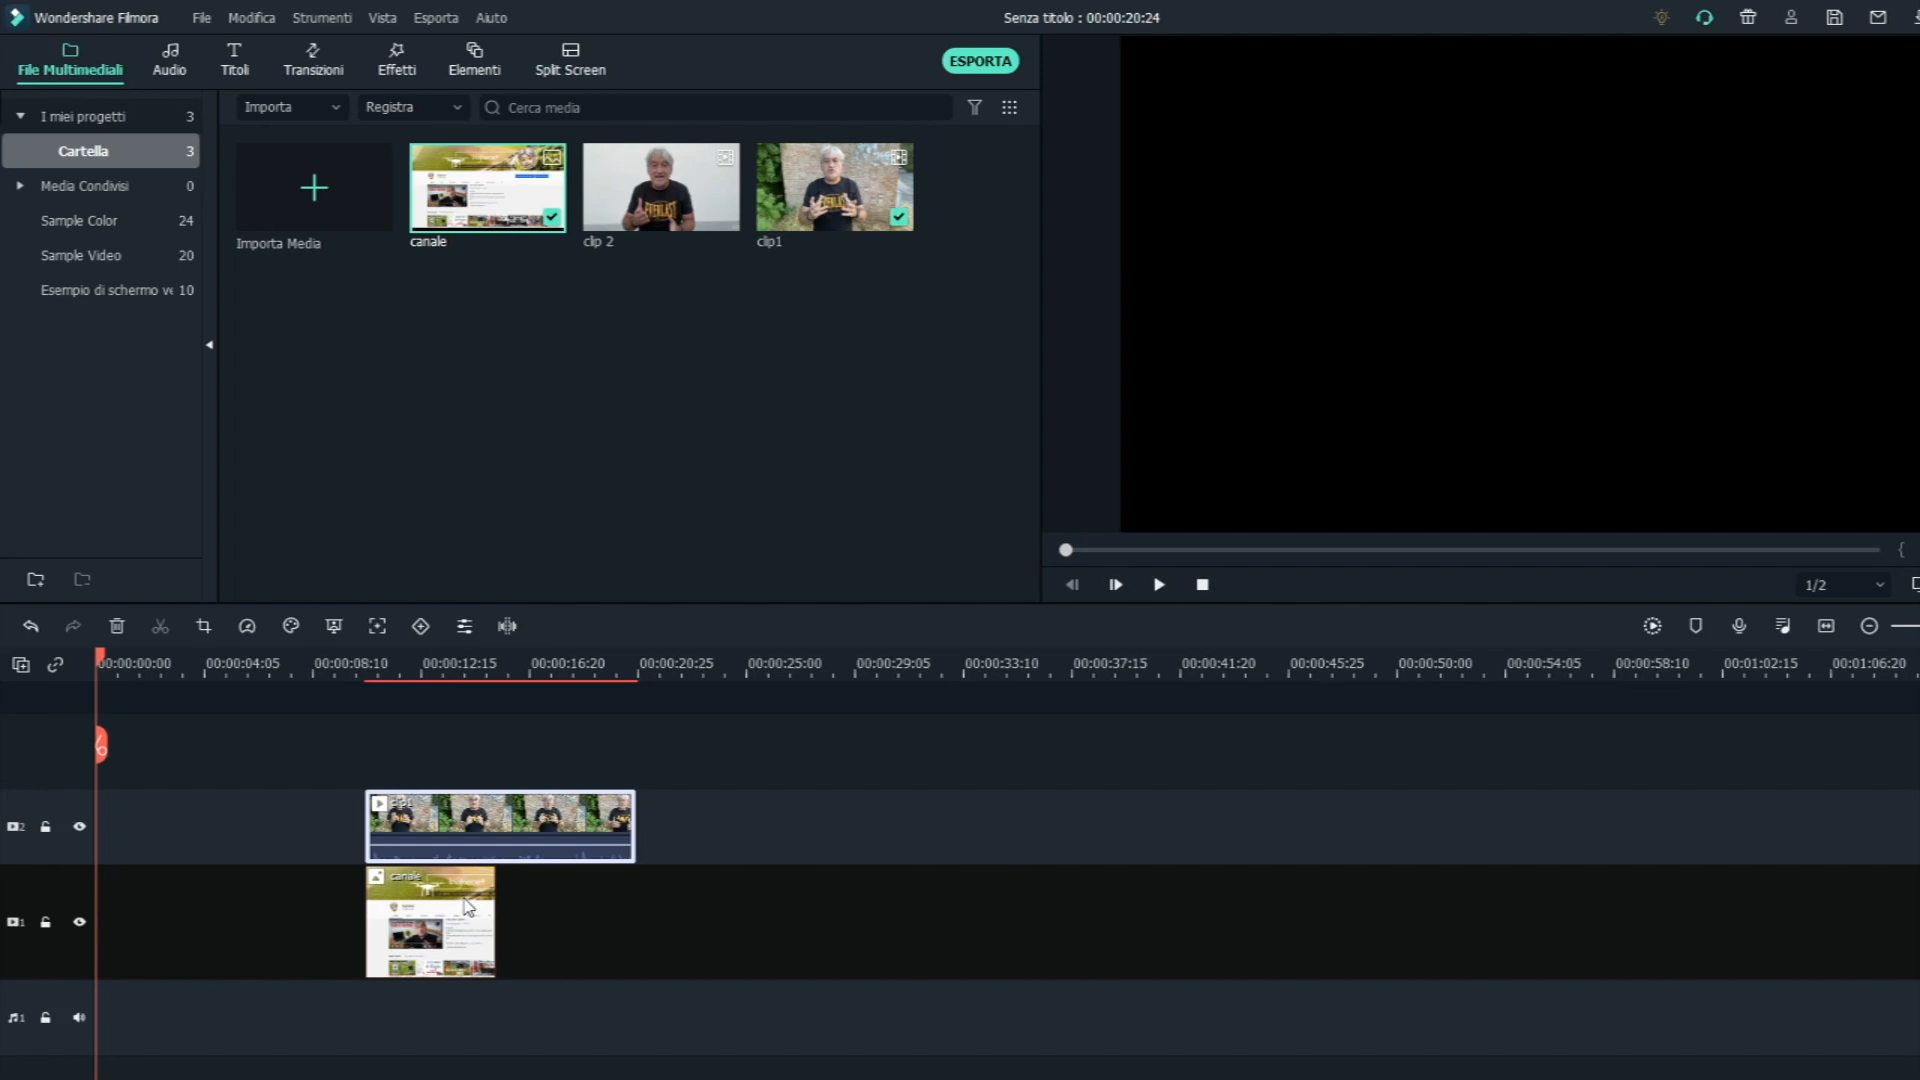 Wondershare Filmora File Modifica Strumenti Vista Esporta Aiuto Senza titolo : 00:00:20:24
File Multimediali Audio Titoli Transizioni Effetti Elementi Split Screen ESPORTA
I miei progetti 3 Importa Registra Cerca media
Cartella 3
Media Condivisi 0
Sample Color 24
Importa Media canale clip 2 clip1
Sample Video 20
Esempio di schermo ve 10
EVERLAST
1/2
00:00:00:00 00:00:04:05 00:00:08:10 00:00:12:15 00:00:16:20 00:00:20:25 00:00:25:00 00:00:29:05 00:00:33:10 00:00:37:15 00:00:41:20 00:00:45:25 00:00:50:00 00:00:54:05 00:00:58:10 00:01:02:15 00:01:06:20
clip1
2
canale
1
1